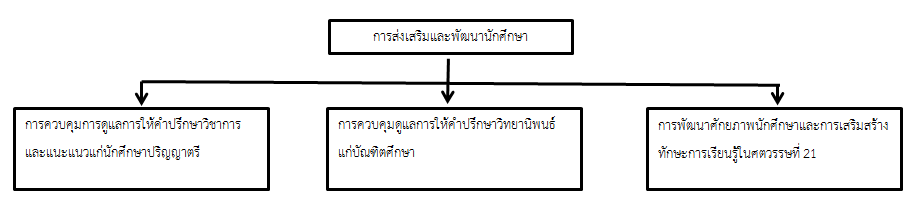 การส่งเสริมและพัฒนานักศึกษา
การควบคุมการดูแลการให้คำปรึกษาวิชาการ
และแนะแนวแก่นักศึกษาปริญญาตรี
การควบคุมดูแลการให้คำปรึกษาวิทยานิพนธ์
แก่บัณฑิตศึกษา
การพัฒนาศักยภาพนักศึกษาและการเสริมสร้าง
ทักษะการเรียนรู้ในศตวรรษที่ 21